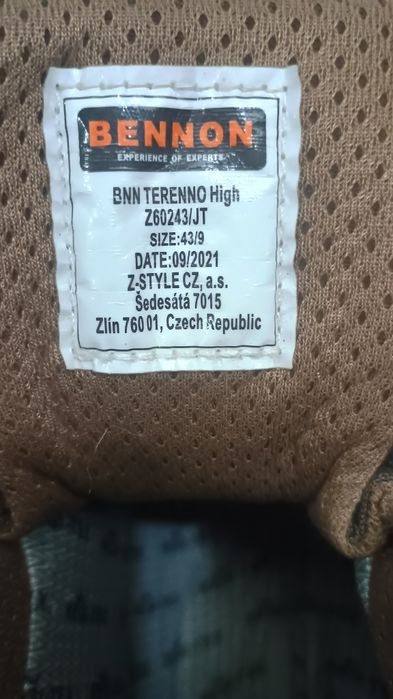 BENNON
EXPERIENCE OF EXPERTS
BNN TERENNO High
Z60243/JT
SIZE:43/9
DATE:09/2021
Z-STYLE CZ, a.s.
Šedesátá 7015
Zlín 760 01, Czech Republic